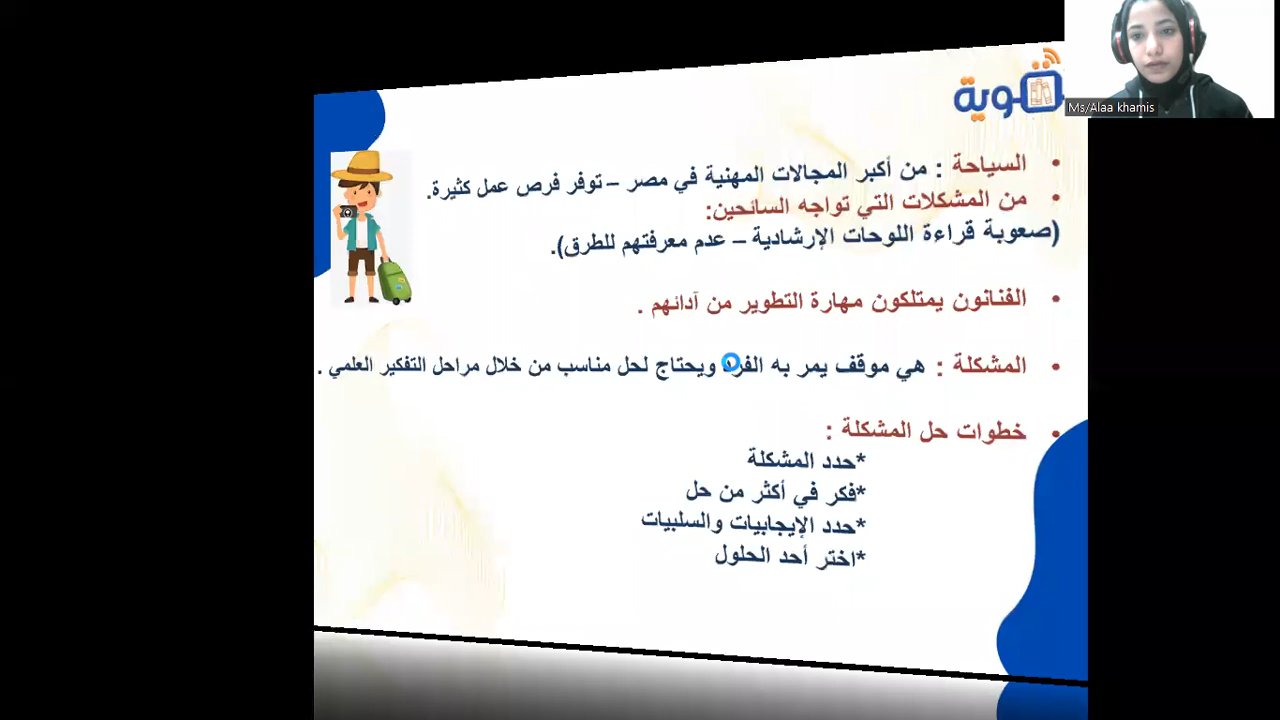 قوية
Ms/Alaa khamis
• السياحة : من أكبر المجالات المهنية في مصر – توفر فرص عمل كثيرة.
• من المشكلات التي تواجه السائحين:
(صعوبة قراءة اللوحات الإرشادية – عدم معرفتهم للطرق).
• الفنانون يمتلكون مهارة التطوير من آدائهم .
• المشكلة : هي موقف يمر به الفرد ويحتاج لحل مناسب من خلال مراحل التفكير العلمي .
• خطوات حل المشكلة :
*حدد المشكلة
*فكر في أكثر من حل
*حدد الإيجابيات والسلبيات
*اختر أحد الحلول